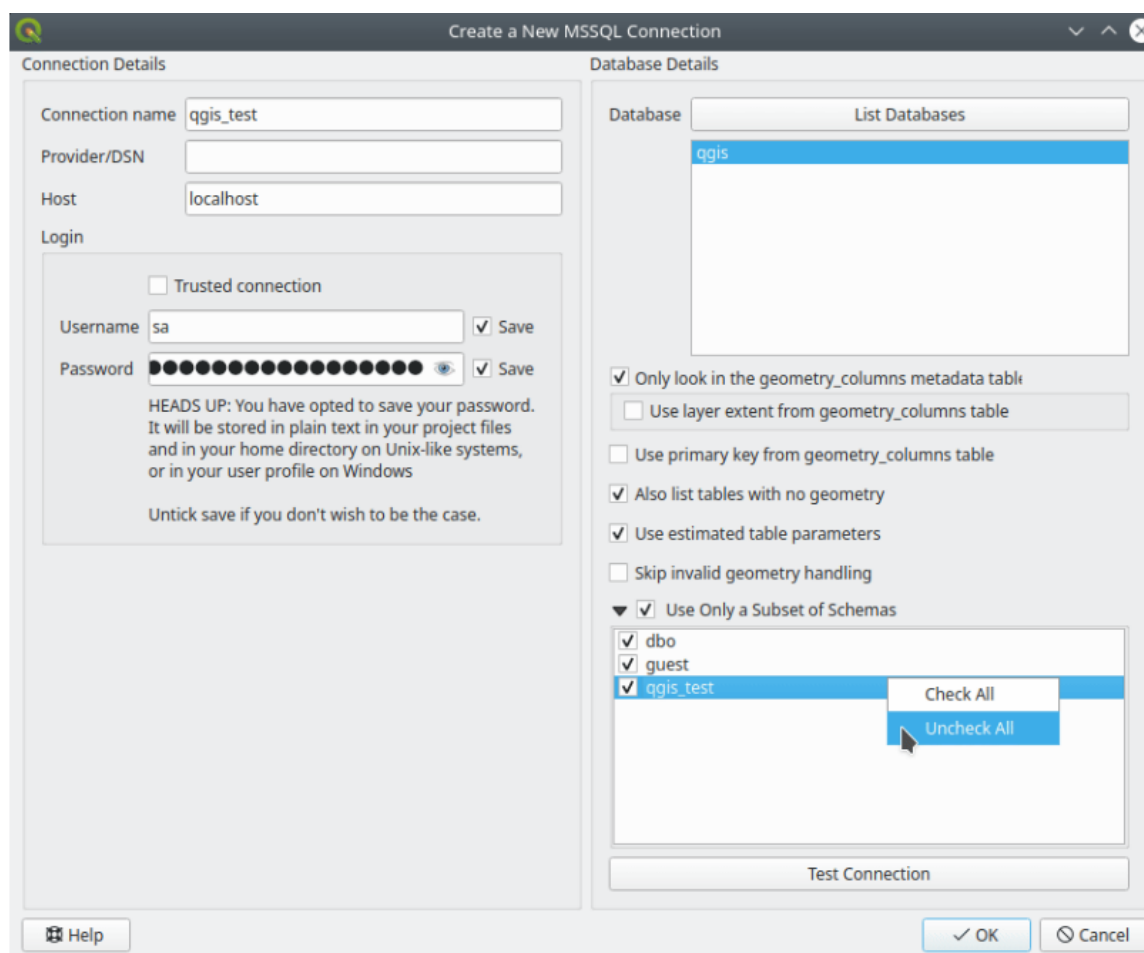 Create a New MSSQL Connection
Connection Details
Connection name qgis_test
Provider/DSN
Host localhost
Login
Trusted connection
Username sa Save
Password Save
HEADS UP: You have opted to save your password.
It will be stored in plain text in your project files
and in your home directory on Unix-like systems,
or in your user profile on Windows
Untick save if you don't wish to be the case.
Help
Database Details
Database List Databases
qgis
Only look in the geometry_columns metadata table
Use layer extent from geometry_columns table
Use primary key from geometry_columns table
Also list tables with no geometry
Use estimated table parameters
Skip invalid geometry handling
Use Only a Subset of Schemas
dbo
guest
qgis_test
Check All
Uncheck All
Test Connection
OK Cancel